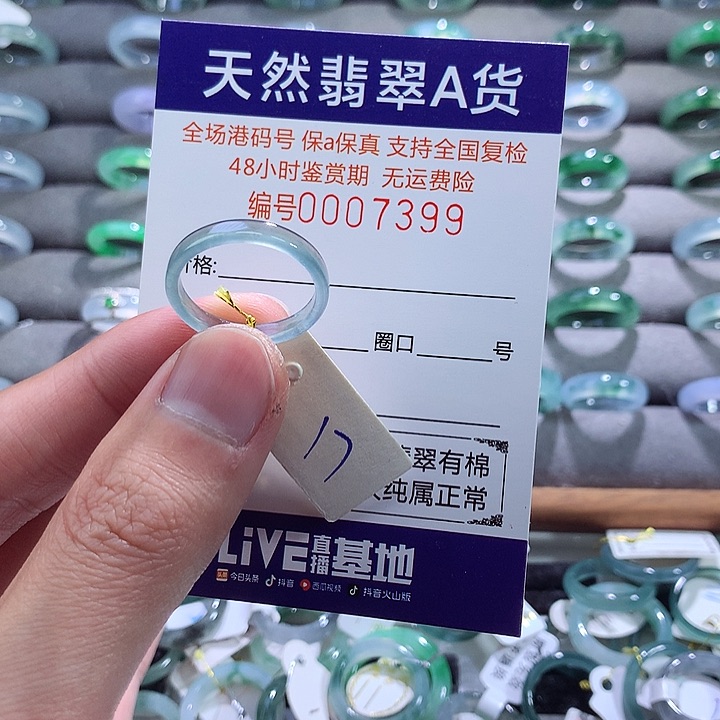 天然翡翠A货
全场港码号 保a保真 支持全国复检
48小时鉴赏期 无运费险
编号0007399
价格:
圈口 号
17
翠有棉
纯属正常
LiVE直播基地
今日头条 抖音 西瓜视频 抖音火山版